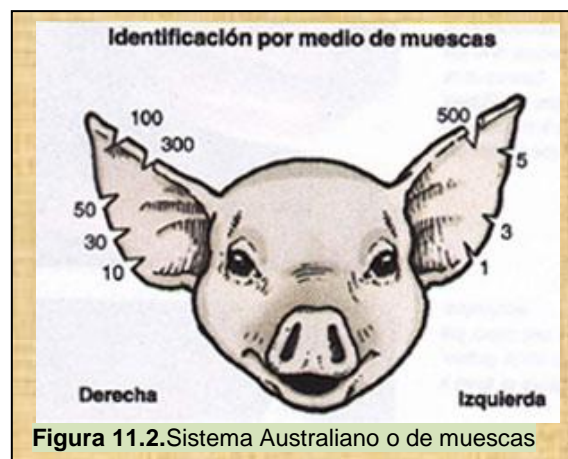 Identificación por medio de muescas
100
300
500
50
30
10
5
3
1
Derecha
Izquierda
Figura 11.2.Sistema Australiano o de muescas